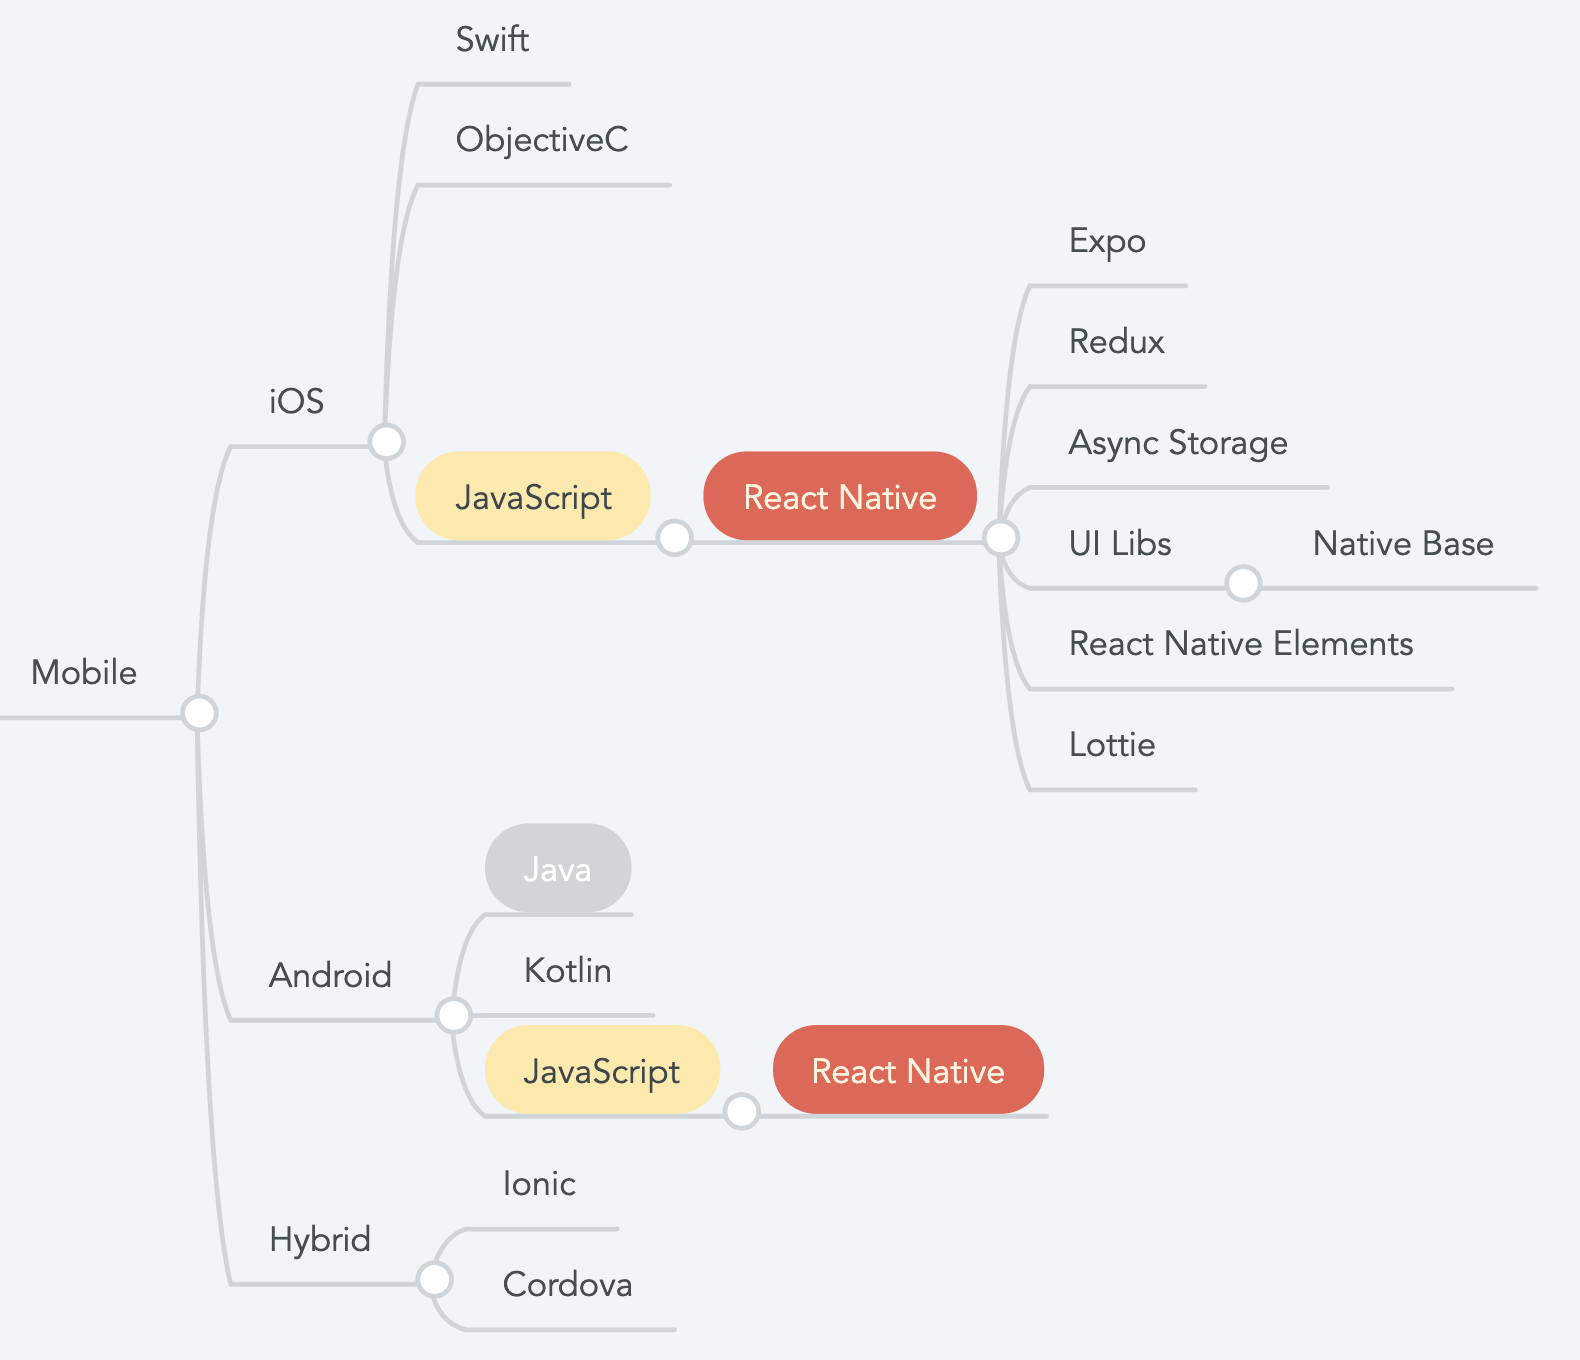 Swift
ObjectiveC
Expo
Redux
iOS
Async Storage
JavaScript
React Native
UI Libs
Native Base
React Native Elements
Mobile
Lottie
Java
Kotlin
Android
JavaScript
React Native
Ionic
Hybrid
Cordova